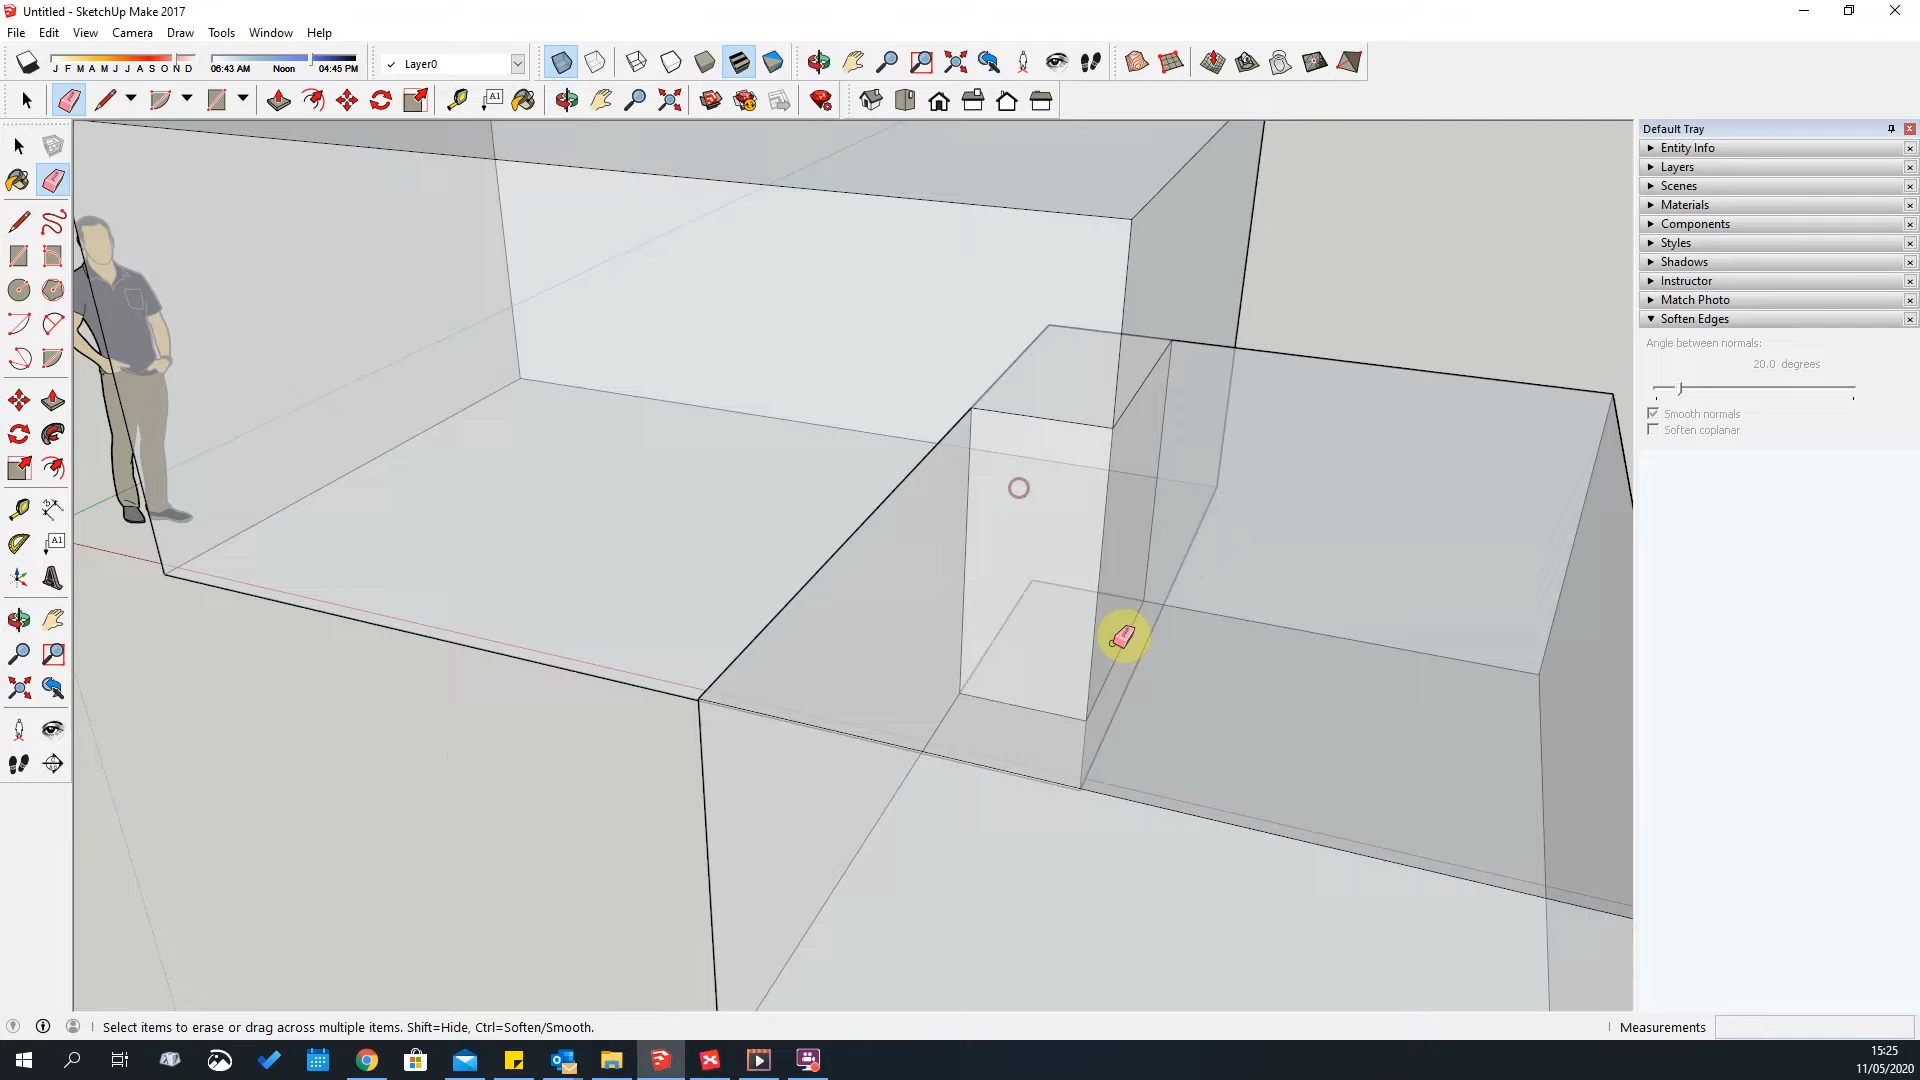 Untitled - SketchUp Make 2017
File Edit View Camera Draw Tools Window Help
J F M A M J J A S O N D 06:43 AM Noon 04:45 PM ✓ Layer0
A1
A1
Default Tray
Entity Info
Layers
Scenes
Materials
Components
Styles
Shadows
Instructor
Match Photo
Soften Edges
Angle between normals:
20.0 degrees
Smooth normals
Soften coplanar
Select items to erase or drag across multiple items. Shift=Hide, Ctrl=Soften/Smooth.
Measurements
15:25
11/05/2020